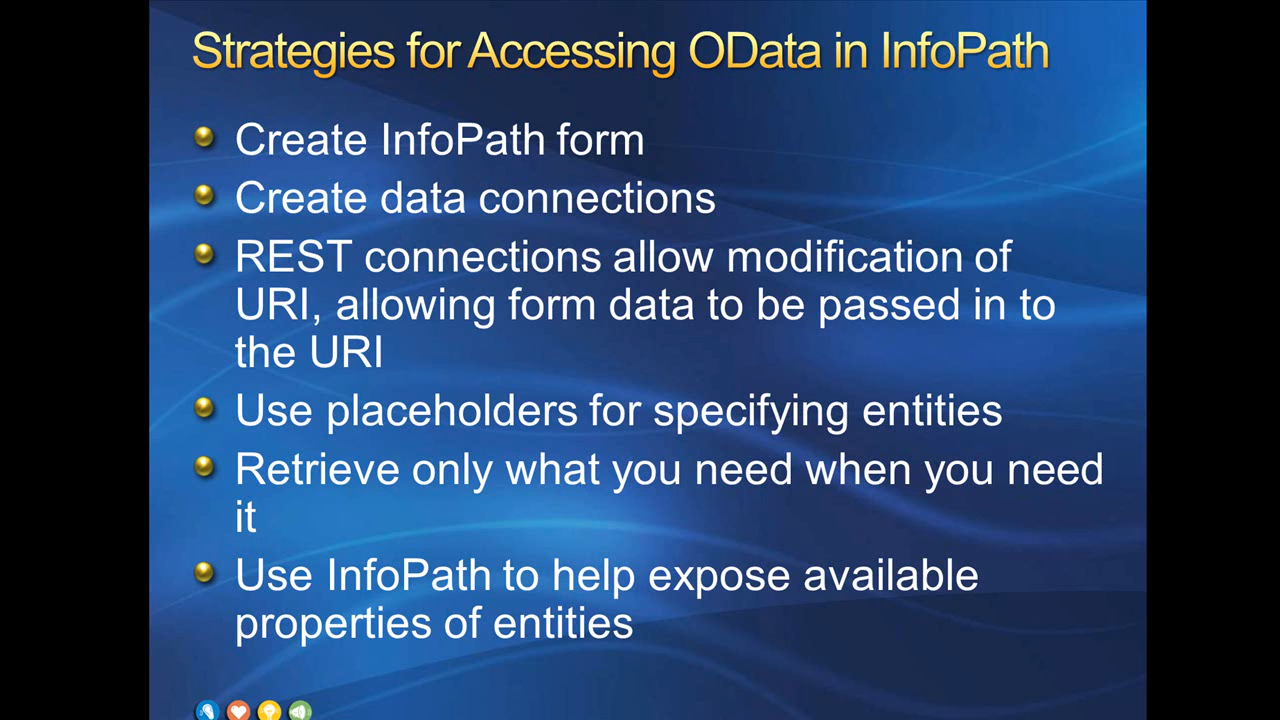 Strategies for Accessing OData in InfoPath
Create InfoPath form
Create data connections
REST connections allow modification of
URI, allowing form data to be passed in to
the URI
Use placeholders for specifying entities
Retrieve only what you need when you need
it
Use InfoPath to help expose available
properties of entities